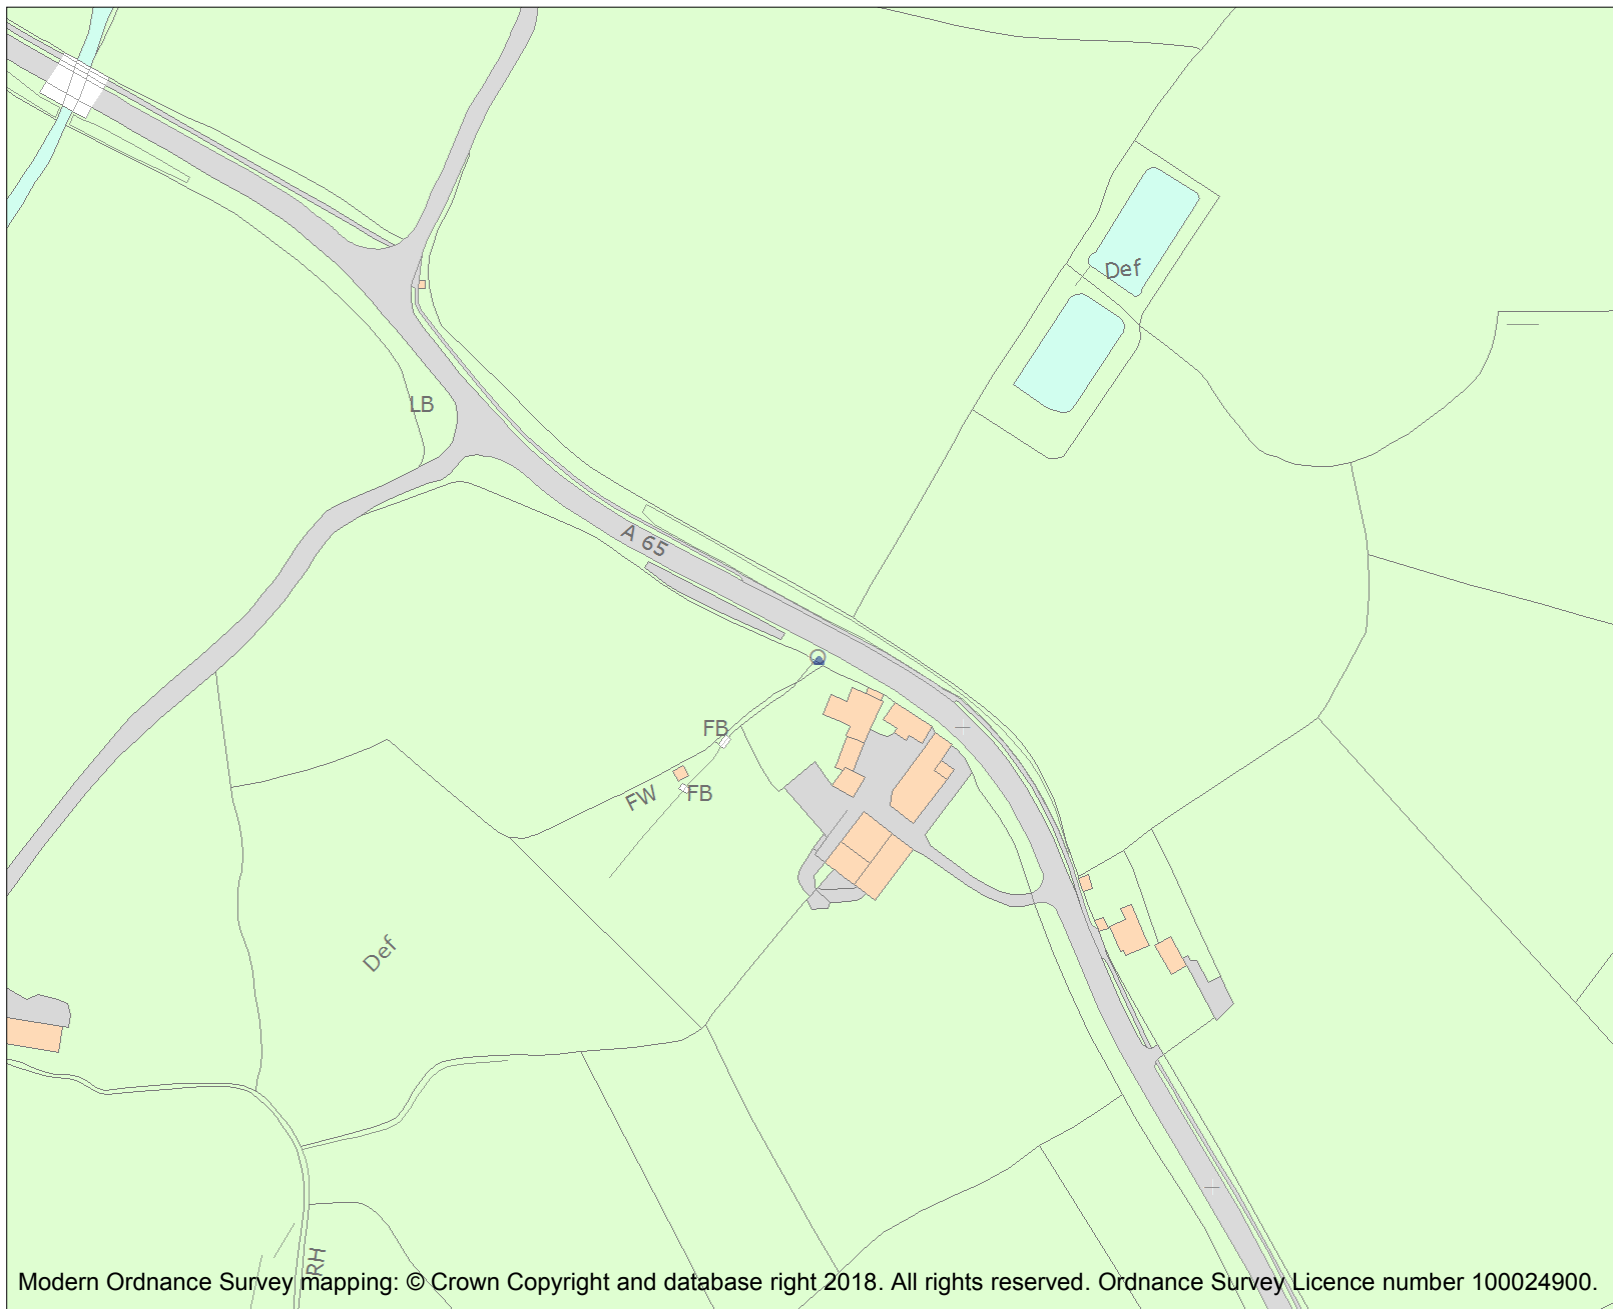 Def
LB
A 65
FB
FW
FB
Def
RH
Modern Ordnance Survey mapping: © Crown Copyright and database right 2018. All rights reserved. Ordnance Survey Licence number 100024900.